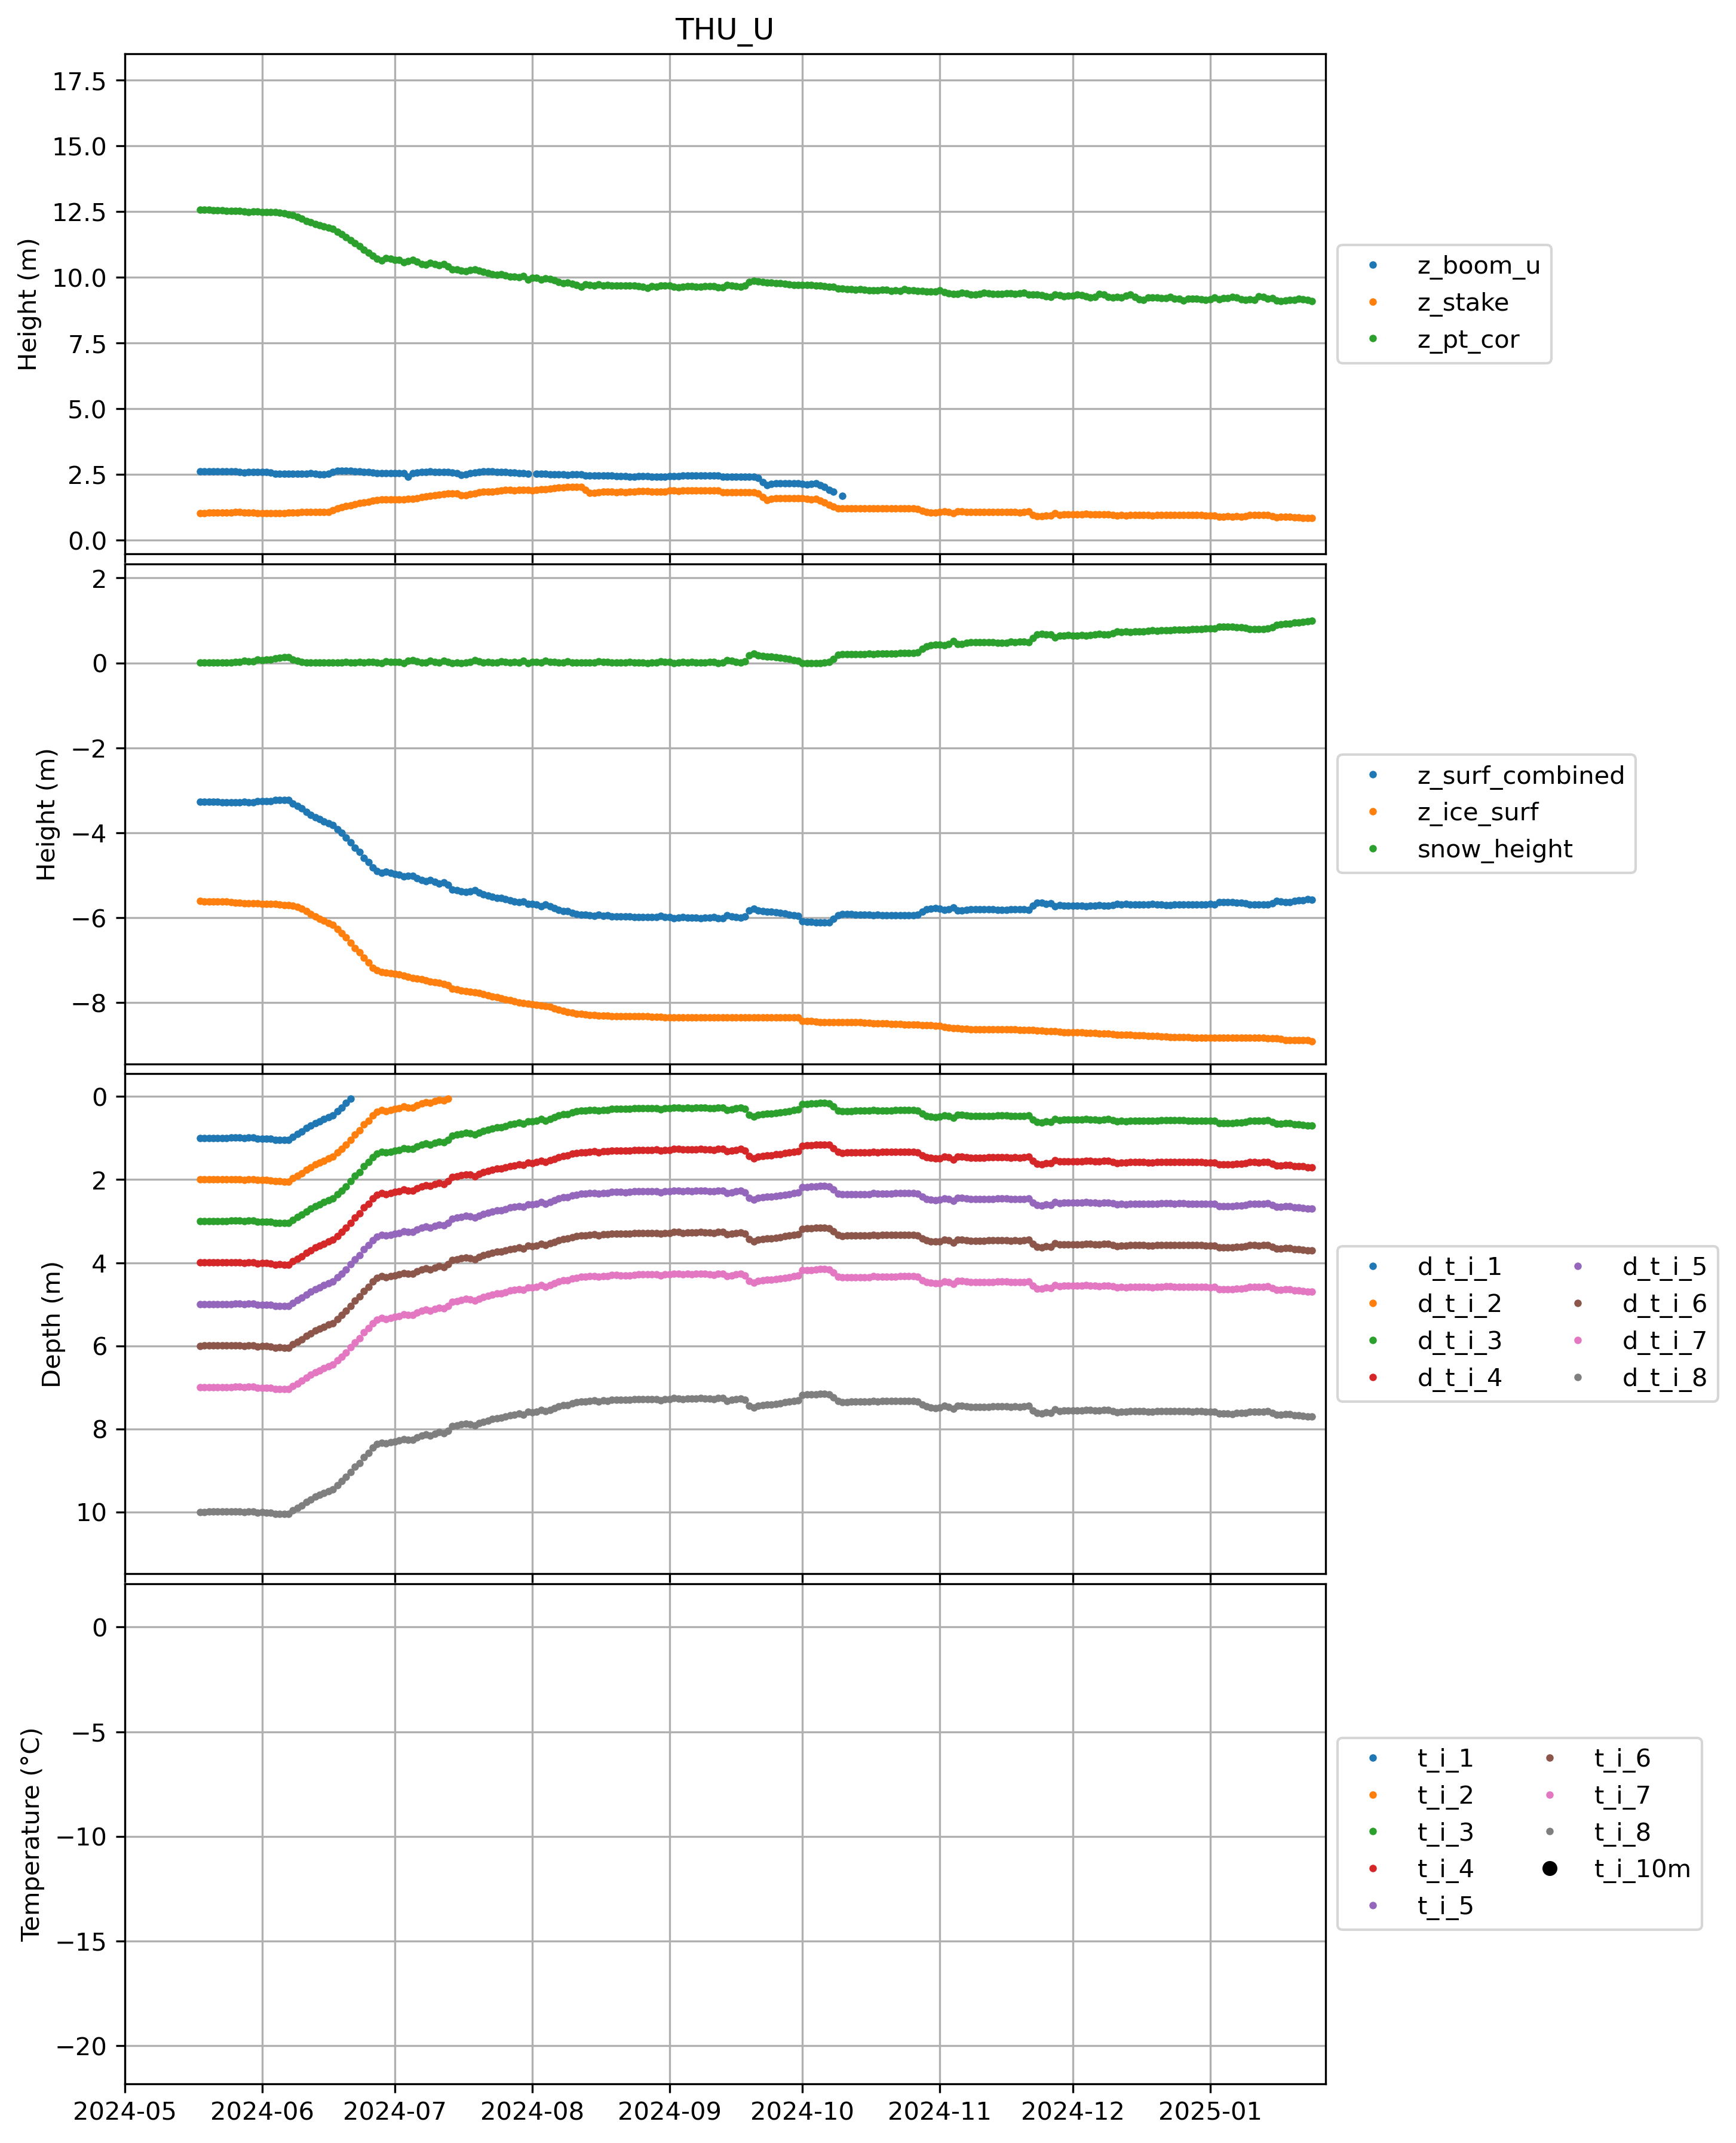 THU_U
17.5
15.0
12.5
10.0
7.5
5.0
2.5
0.0
Height (m)
z_boom_u
z_stake
z_pt_cor
2
0
−2
−4
−6
−8
Height (m)
z_surf_combined
z_ice_surf
snow_height
0
2
4
6
8
10
Depth (m)
d_t_i_1 d_t_i_5
d_t_i_2 d_t_i_6
d_t_i_3 d_t_i_7
d_t_i_4 d_t_i_8
0
−5
−10
−15
−20
Temperature (°C)
t_i_1 t_i_6
t_i_2 t_i_7
t_i_3 t_i_8
t_i_4 t_i_10m
t_i_5
2024-05 2024-06 2024-07 2024-08 2024-09 2024-10 2024-11 2024-12 2025-01